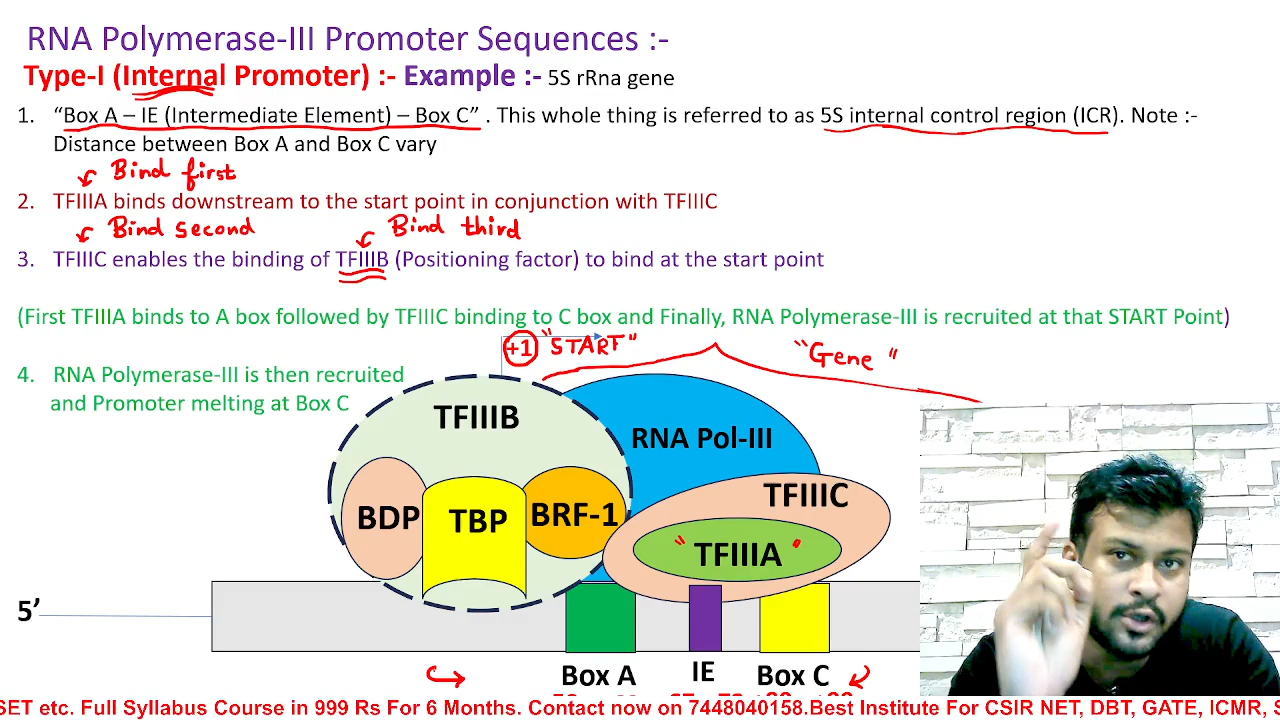 RNA Polymerase-III Promoter Sequences :-
Type-I (Internal Promoter) :- Example :- 5S rRna gene
1. “Box A – IE (Intermediate Element) – Box C” . This whole thing is referred to as 5S internal control region (ICR). Note :-
Distance between Box A and Box C vary
Bind first
2. TFIIIA binds downstream to the start point in conjunction with TFIIIC
Bind second Bind third
3. TFIIIC enables the binding of TFIIIB (Positioning factor) to bind at the start point
(First TFIIIA binds to A box followed by TFIIIC binding to C box and Finally, RNA Polymerase-III is recruited at that START Point)
+1 "START" "Gene"
4. RNA Polymerase-III is then recruited
and Promoter melting at Box C
TFIIIB
RNA Pol-III
TFIIIC
BDP TBP BRF-1
"TFIIIA"
5’
Box A IE Box C
SET etc. Full Syllabus Course in 999 Rs For 6 Months. Contact now on 7448040158.Best Institute For CSIR NET, DBT, GATE, ICMR, S